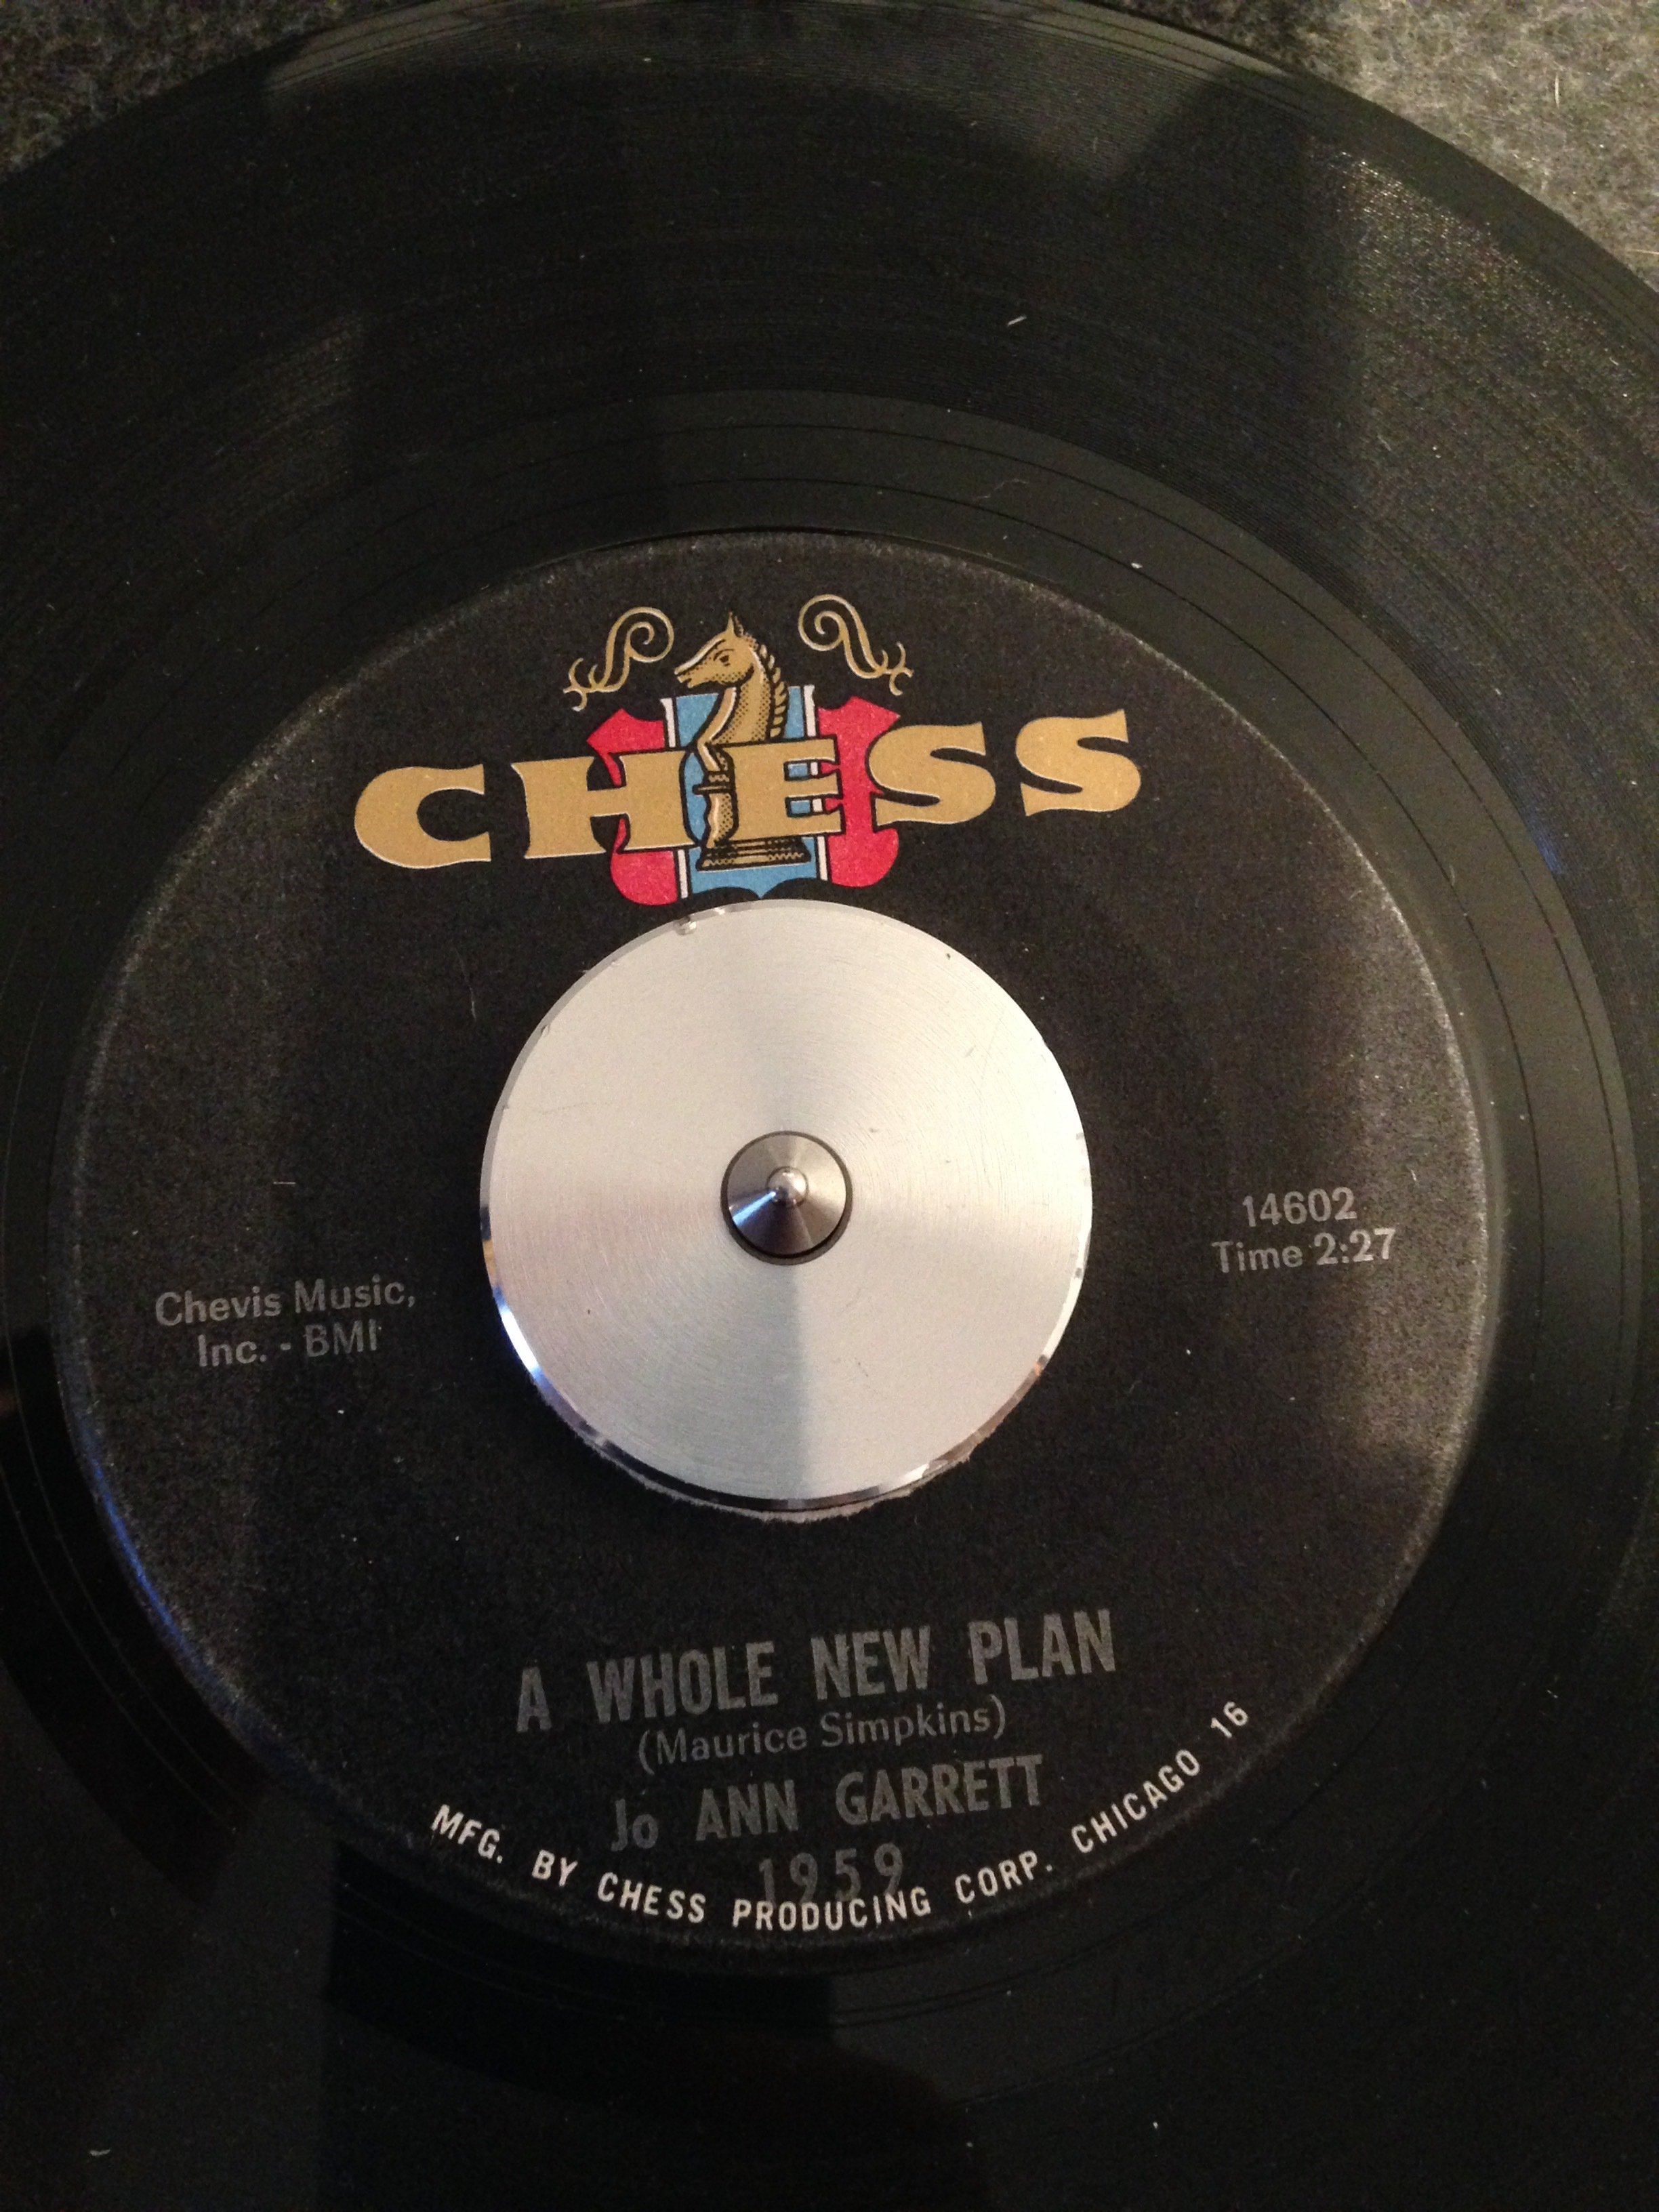 CHESS
14602
Time 2:27
Chevis Music,
Inc. - BMI
A WHOLE NEW PLAN
(Maurice Simpkins)
Jo ANN GARRETT
1959
MFG. BY CHESS PRODUCING CORP. CHICAGO 16